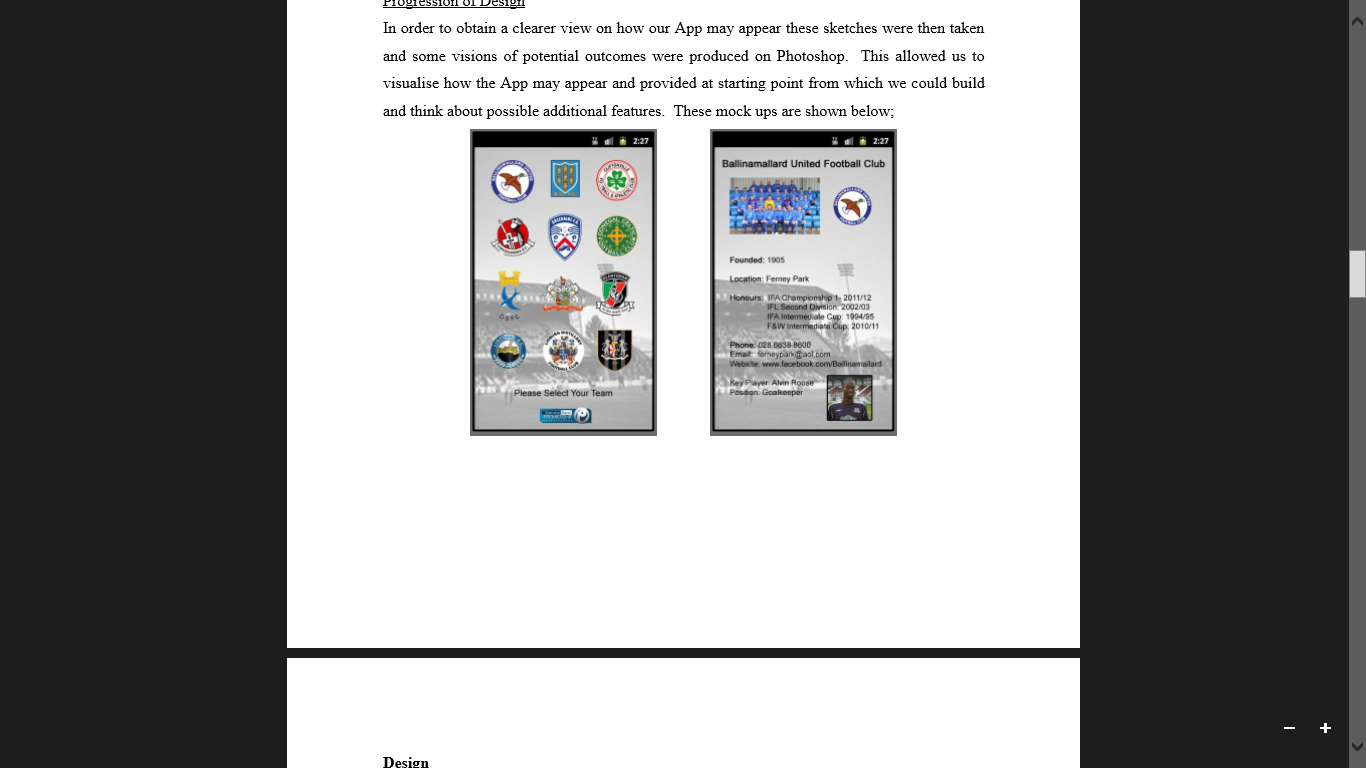 Progression of Design
In order to obtain a clearer view on how our App may appear these sketches were then taken
and some visions of potential outcomes were produced on Photoshop.  This allowed us to
visualise how the App may appear and provided at starting point from which we could build
and think about possible additional features.  These mock ups are shown below;
2:27
CLIFTONVILLE
COLERAINE F.C.
Please Select Your Team
2:27
Ballinamallard United Football Club
Founded: 1905
Location: Ferney Park
Honours: IFA Championship 1- 2011/12
IFL Second Division: 2002/03
IFA Intermediate Cup: 1994/95
F&W Intermediate Cup: 2010/11
Phone: 028 6638 8600
Email: ferneypark@aol.com
Website: www.facebook.com/Ballinamallard
Key Player: Alvin Rouse
Position: Goalkeeper
Design